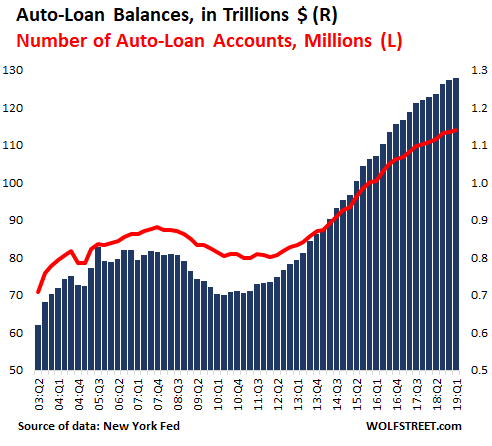 Auto-Loan Balances, in Trillions $ (R)
Number of Auto-Loan Accounts, Millions (L)
130
120
110
100
90
80
70
60
50
1.3
1.2
1.1
1.0
0.9
0.8
0.7
0.6
0.5
03:Q2
04:Q1
04:Q4
05:Q3
06:Q2
07:Q1
07:Q4
08:Q3
09:Q2
10:Q1
10:Q4
11:Q3
12:Q2
13:Q1
13:Q4
14:Q3
15:Q2
16:Q1
16:Q4
17:Q3
18:Q2
19:Q1
Source of data: New York Fed
WOLFSTREET.com